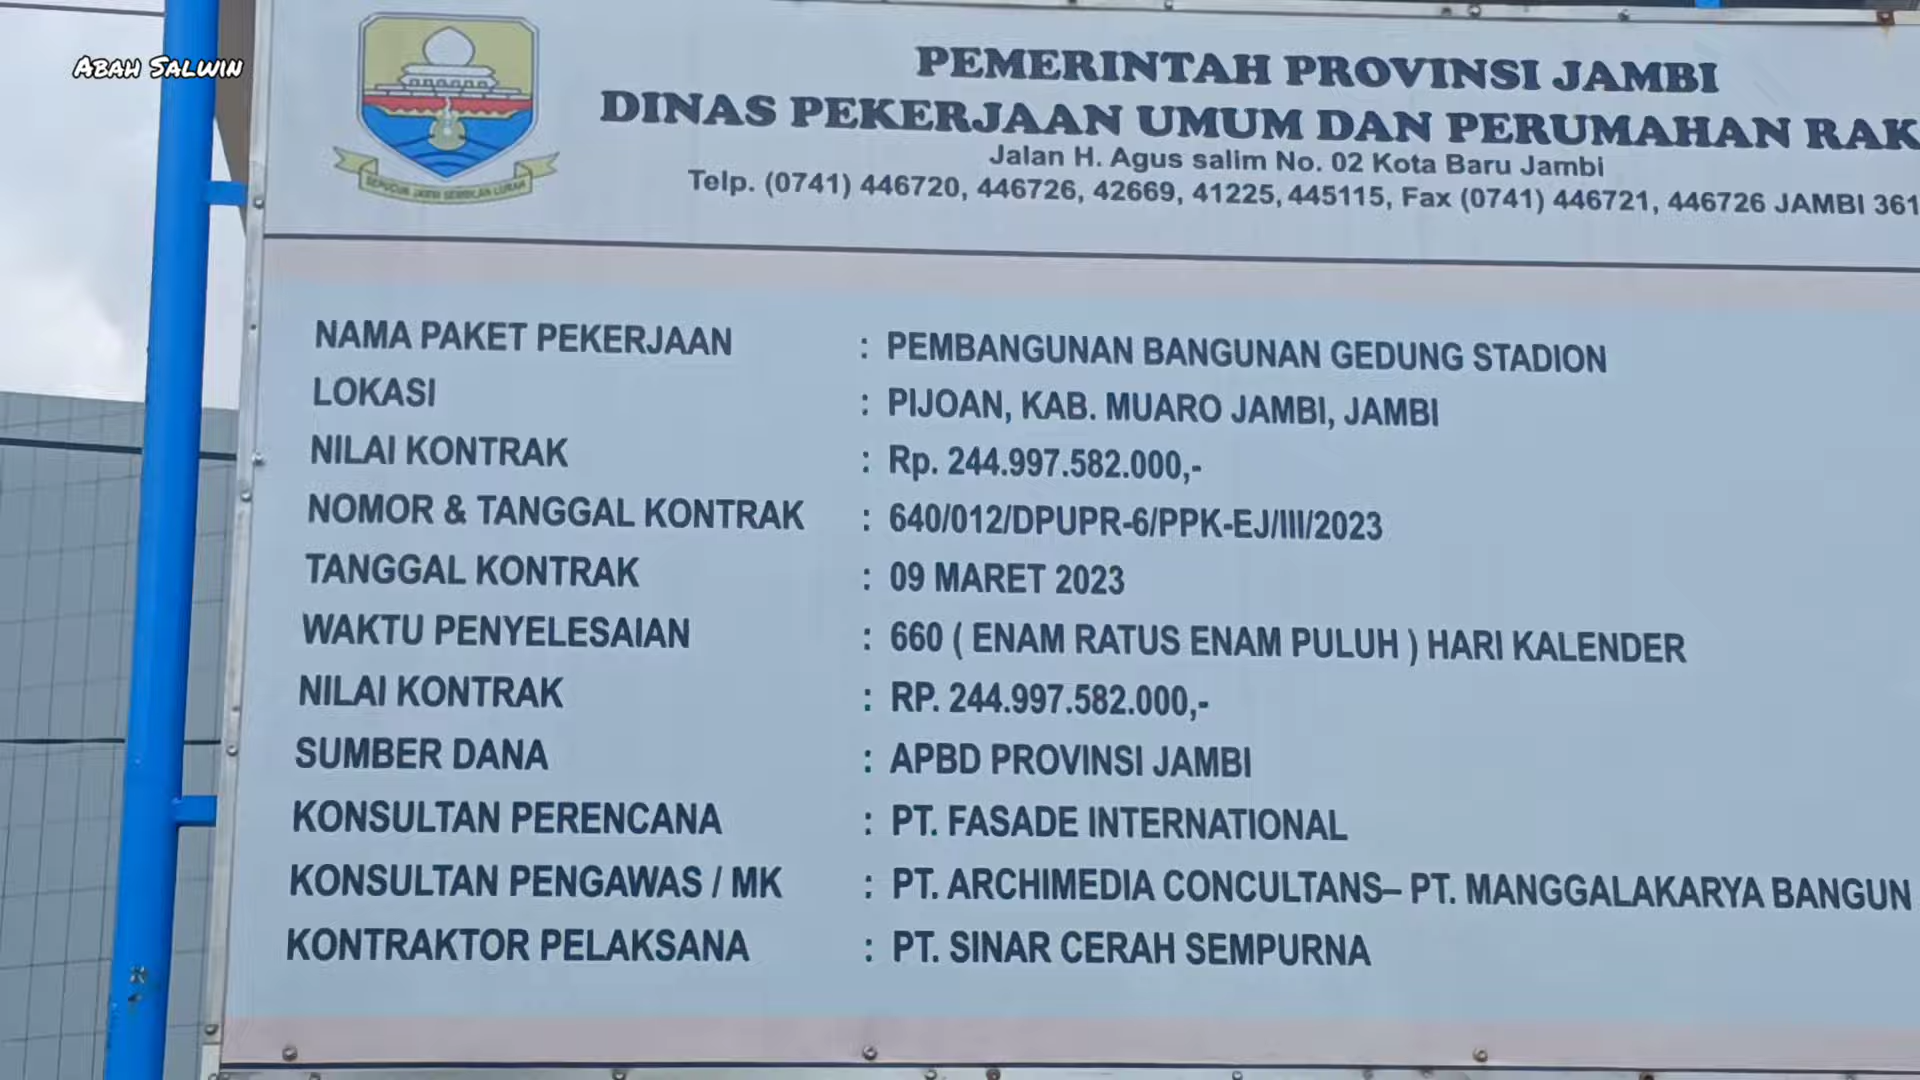 Abah Salwin
PEMERINTAH PROVINSI JAMBI
DINAS PEKERJAAN UMUM DAN PERUMAHAN RAK
Jalan H. Agus salim No. 02 Kota Baru Jambi
Telp. (0741) 446720, 446726, 42669, 41225, 445115, Fax (0741) 446721, 446726 JAMBI 361
SEPUCUK JAMBI SEMBILAN LURAH
NAMA PAKET PEKERJAAN : PEMBANGUNAN BANGUNAN GEDUNG STADION
LOKASI : PIJOAN, KAB. MUARO JAMBI, JAMBI
NILAI KONTRAK : Rp. 244.997.582.000,-
NOMOR & TANGGAL KONTRAK : 640/012/DPUPR-6/PPK-EJ/III/2023
TANGGAL KONTRAK : 09 MARET 2023
WAKTU PENYELESAIAN : 660 ( ENAM RATUS ENAM PULUH ) HARI KALENDER
NILAI KONTRAK : RP. 244.997.582.000,-
SUMBER DANA : APBD PROVINSI JAMBI
KONSULTAN PERENCANA : PT. FASADE INTERNATIONAL
KONSULTAN PENGAWAS / MK : PT. ARCHIMEDIA CONCULTANS– PT. MANGGALAKARYA BANGUN
KONTRAKTOR PELAKSANA : PT. SINAR CERAH SEMPURNA